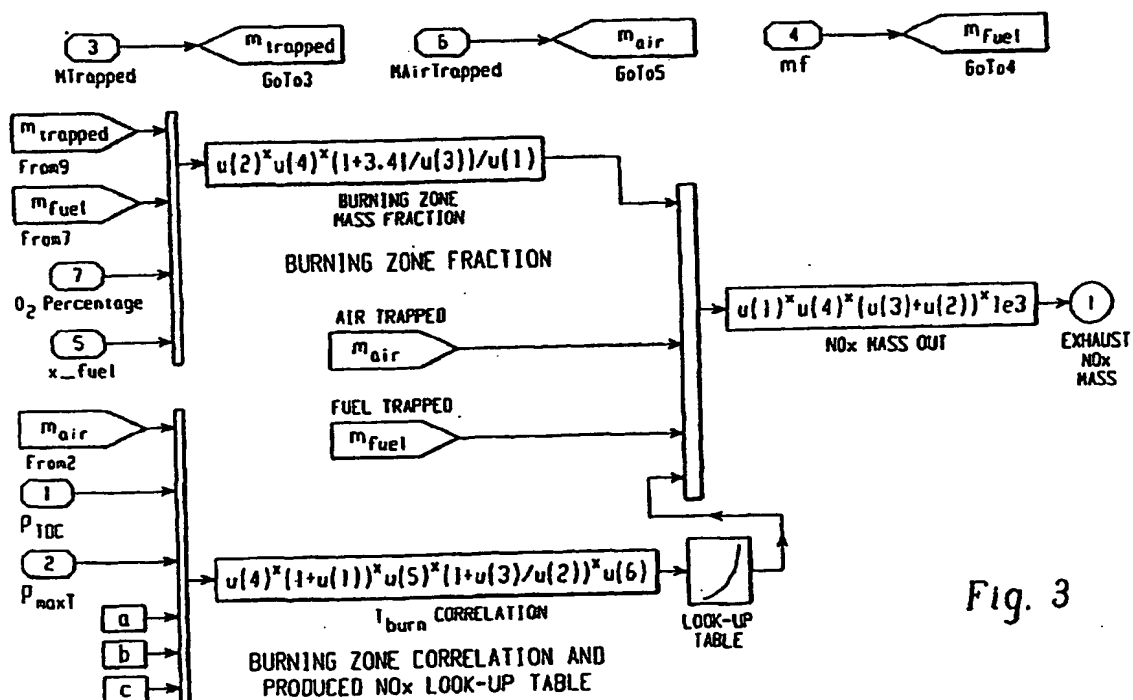 3
MTrapped
m trapped
GoTo3
6
MAirTrapped
m air
GoTo5
4
mf
m Fuel
GoTo4
m trapped
From9
m fuel
From7
7
O2 Percentage
5
x_fuel
u(2)*u(4)*(1+3.41/u(3))/u(1)
BURNING ZONE
MASS FRACTION
BURNING ZONE FRACTION
AIR TRAPPED
m air
FUEL TRAPPED
m fuel
u(1)*u(4)*(u(3)+u(2))*1e3
NOx MASS OUT
1
EXHAUST
NOx
MASS
m air
From2
1
P TDC
2
P maxT
a
b
c
u(4)*(1+u(1))*u(5)*(1+u(3)/u(2))*u(6)
T burn CORRELATION
LOOK-UP
TABLE
BURNING ZONE CORRELATION AND
PRODUCED NOx LOOK-UP TABLE
Fig. 3